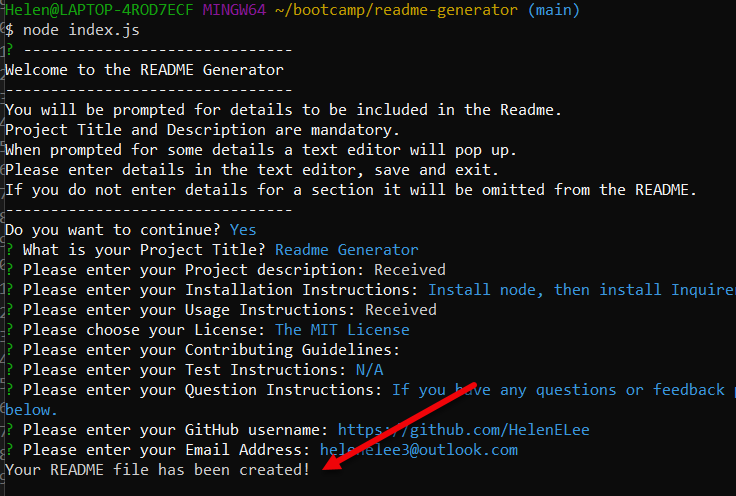 Helen@LAPTOP-4ROD7ECF MINGW64 ~/bootcamp/readme-generator (main)
$ node index.js
? ------------------------------
Welcome to the README Generator
--------------------------------
You will be prompted for details to be included in the Readme.
Project Title and Description are mandatory.
When prompted for some details a text editor will pop up.
Please enter details in the text editor, save and exit.
If you do not enter details for a section it will be omitted from the README.
--------------------------------
Do you want to continue? Yes
? What is your Project Title? Readme Generator
? Please enter your Project description: Received
? Please enter your Installation Instructions: Install node, then install Inquirer
? Please enter your Usage Instructions: Received
? Please choose your License: The MIT License
? Please enter your Contributing Guidelines:
? Please enter your Test Instructions: N/A
? Please enter your Question Instructions: If you have any questions or feedback
below.
? Please enter your GitHub username: https://github.com/HelenELee
? Please enter your Email Address: helenelee3@outlook.com
Your README file has been created!